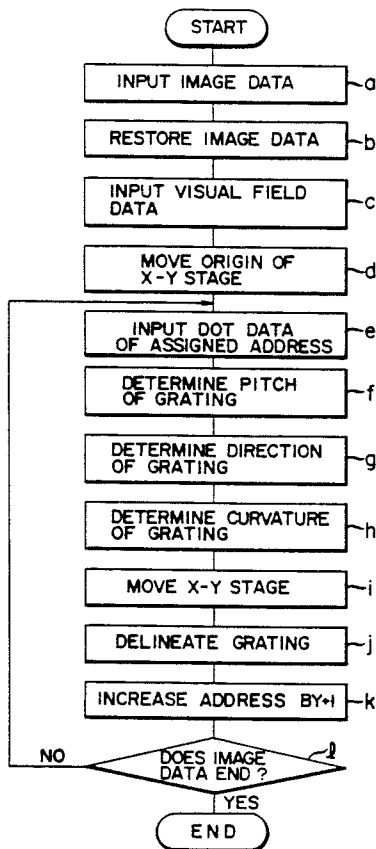 START
INPUT IMAGE DATA
a
RESTORE IMAGE DATA
b
INPUT VISUAL FIELD
DATA
c
MOVE ORIGIN OF
X-Y STAGE
d
INPUT DOT DATA
OF ASSIGNED ADDRESS
e
DETERMINE PITCH
OF GRATING
f
DETERMINE DIRECTION
OF GRATING
g
DETERMINE CURVATURE
OF GRATING
h
MOVE X-Y STAGE
i
DELINEATE GRATING
j
INCREASE ADDRESS BY+1
k
DOES IMAGE
DATA END ?
l
NO
YES
END